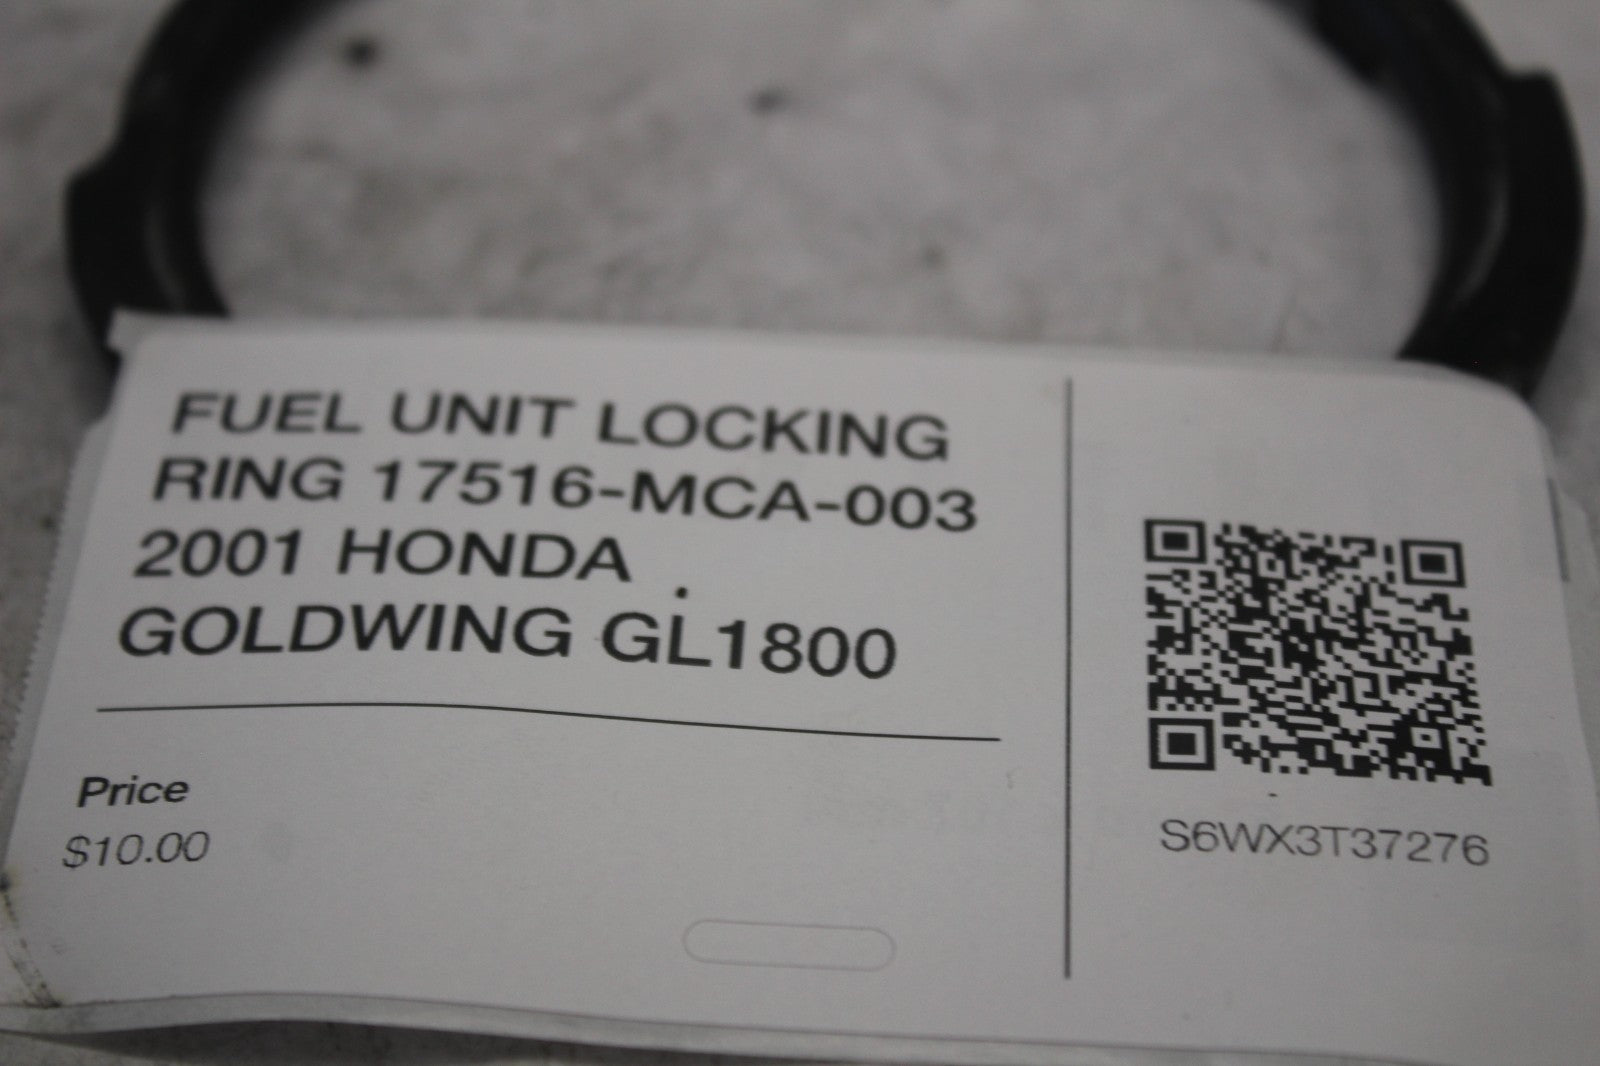 FUEL UNIT LOCKING
RING 17516-MCA-003
2001 HONDA
GOLDWING GL1800
Price
$10.00
S6WX3T37276